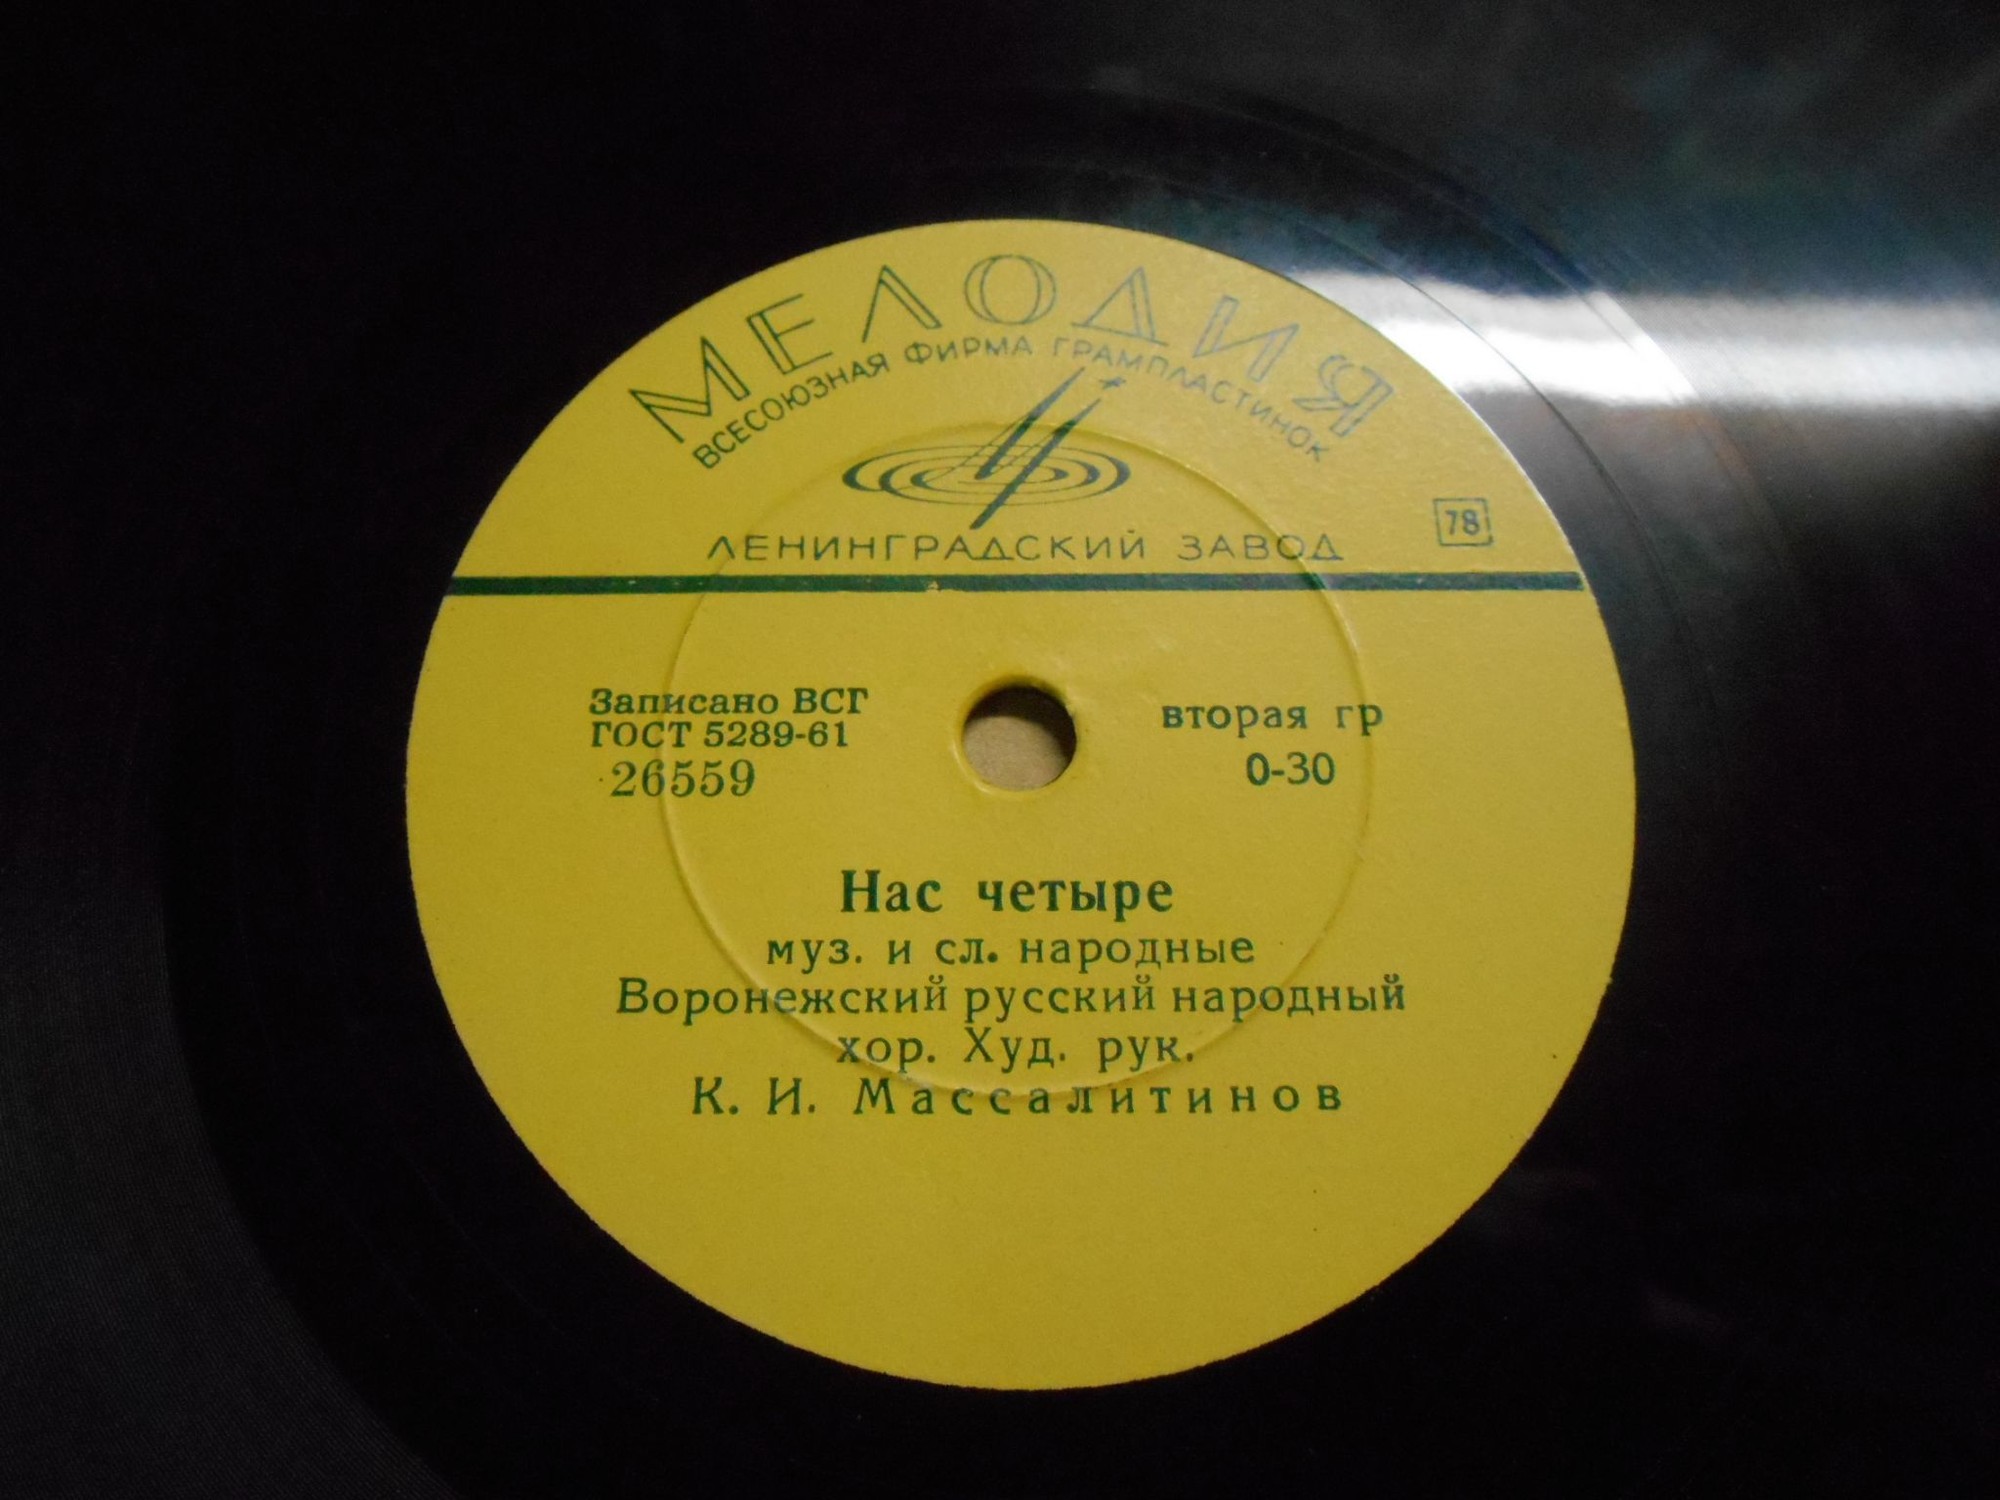 МЕЛОДИЯ
ВСЕСОЮЗНАЯ ФИРМА ГРАМПЛАСТИНОК
ЛЕНИНГРАДСКИЙ ЗАВОД
78
Записано ВСГ
ГОСТ 5289-61
26559
вторая гр
0-30
Нас четыре
муз. и сл. народные
Воронежский русский народный
хор. Худ. рук.
К. И. Массалитинов